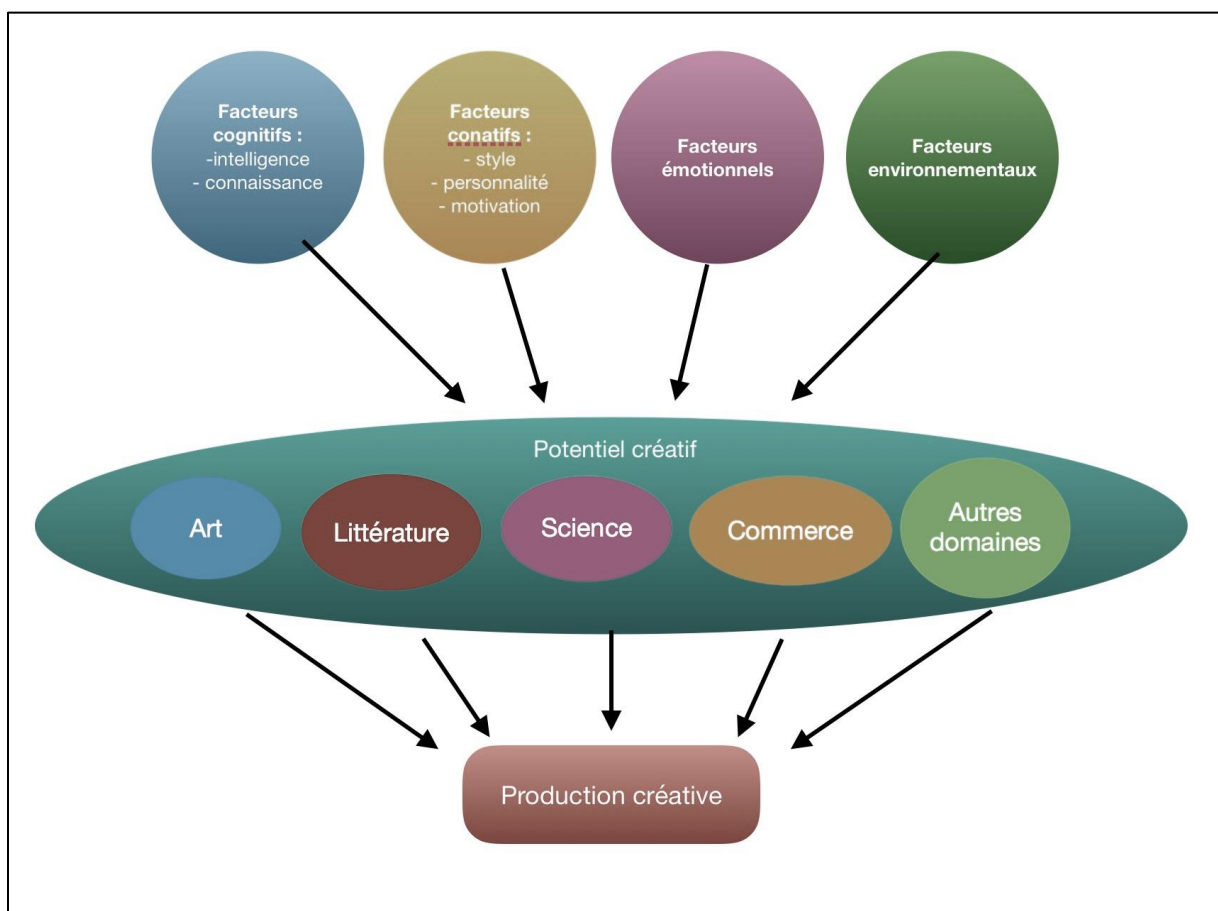 Facteurs
cognitifs :
-intelligence
- connaissance
Facteurs
conatifs :
- style
- personnalité
- motivation
Facteurs
émotionnels
Facteurs
environnementaux
Potentiel créatif
Art
Littérature
Science
Commerce
Autres
domaines
Production créative